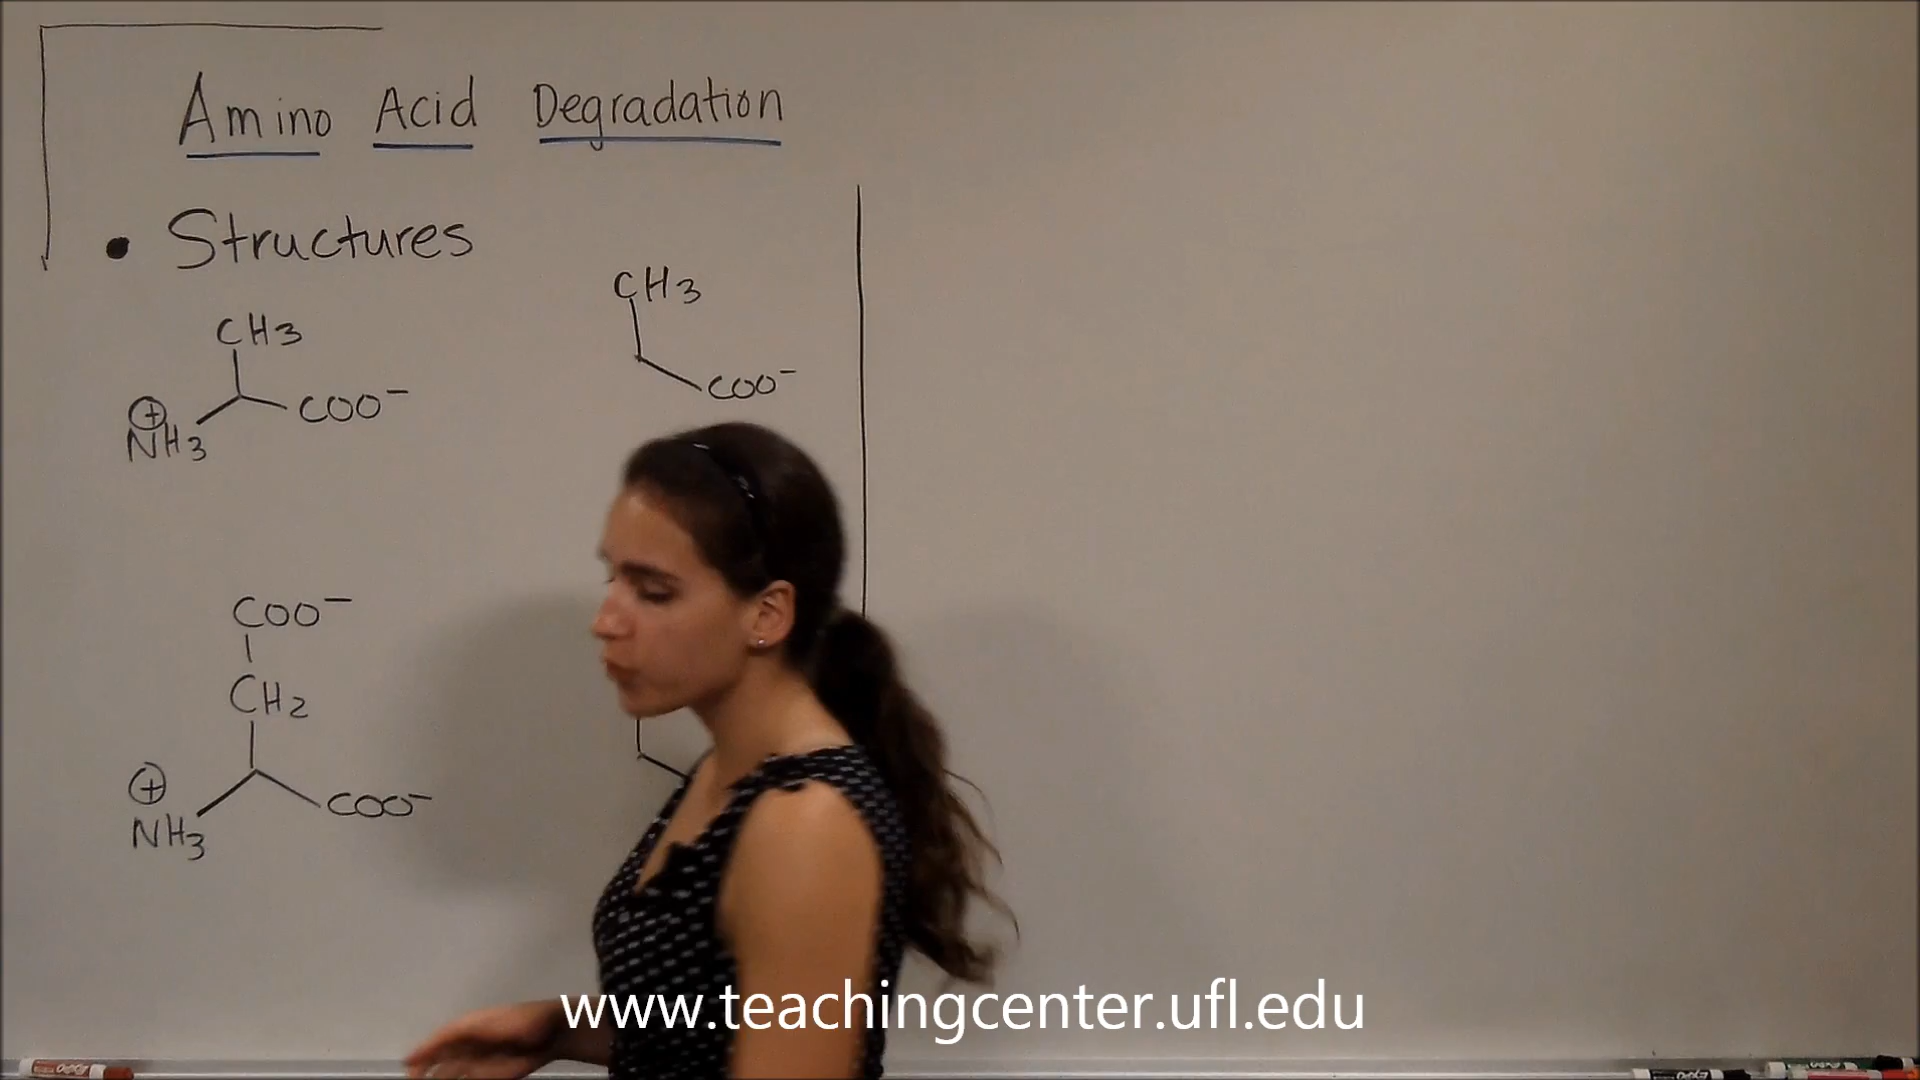 Amino Acid Degradation
• Structures
CH3
CH3
COO⁻
COO⁻
⊕
NH3
COO⁻
CH2
⊕
COO⁻
NH3
www.teachingcenter.ufl.edu